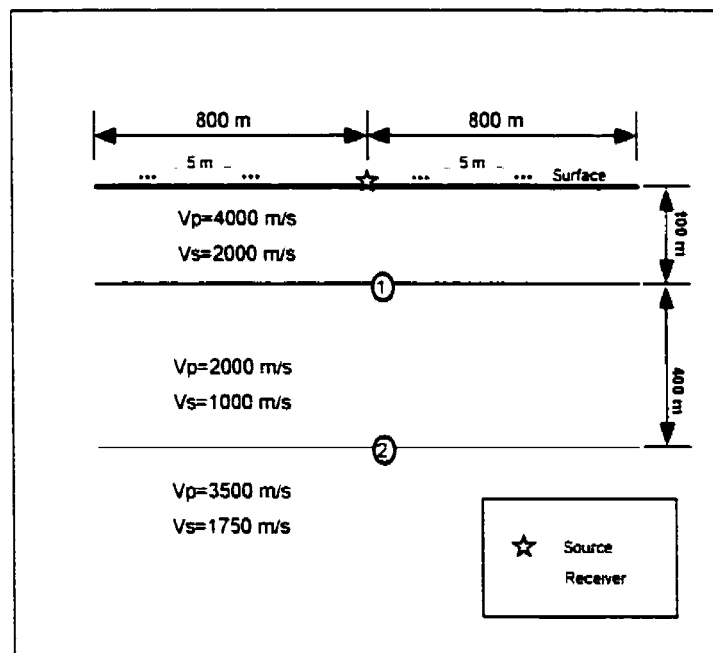 800 m 800 m
... 5 m ... ... 5 m ... Surface
Vp=4000 m/s
Vs=2000 m/s
100 m
1
Vp=2000 m/s
Vs=1000 m/s
400 m
2
Vp=3500 m/s
Vs=1750 m/s
Source
Receiver